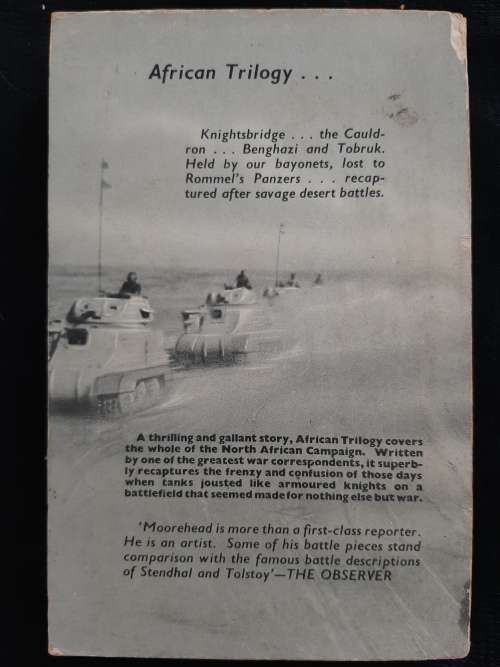 African Trilogy . . .
Knightsbridge . . . the Cauld-
ron . . . Benghazi and Tobruk.
Held by our bayonets, lost to
Rommel's Panzers . . . recap-
tured after savage desert battles.
A thrilling and gallant story, African Trilogy covers
the whole of the North African Campaign. Written
by one of the greatest war correspondents, it superb-
ly recaptures the frenzy and confusion of those days
when tanks jousted like armoured knights on a
battlefield that seemed made for nothing else but war.
'Moorehead is more than a first-class reporter.
He is an artist. Some of his battle pieces stand
comparison with the famous battle descriptions
of Stendhal and Tolstoy'—THE OBSERVER